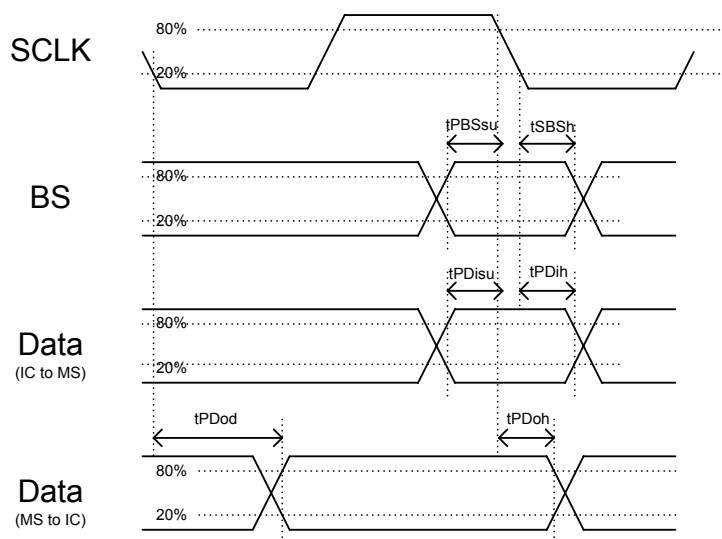 SCLK
80%
20%
tPBSsu tSBSh
BS
80%
20%
tPDisu tPDih
Data
(IC to MS)
80%
20%
tPDod tPDoh
Data
(MS to IC)
80%
20%